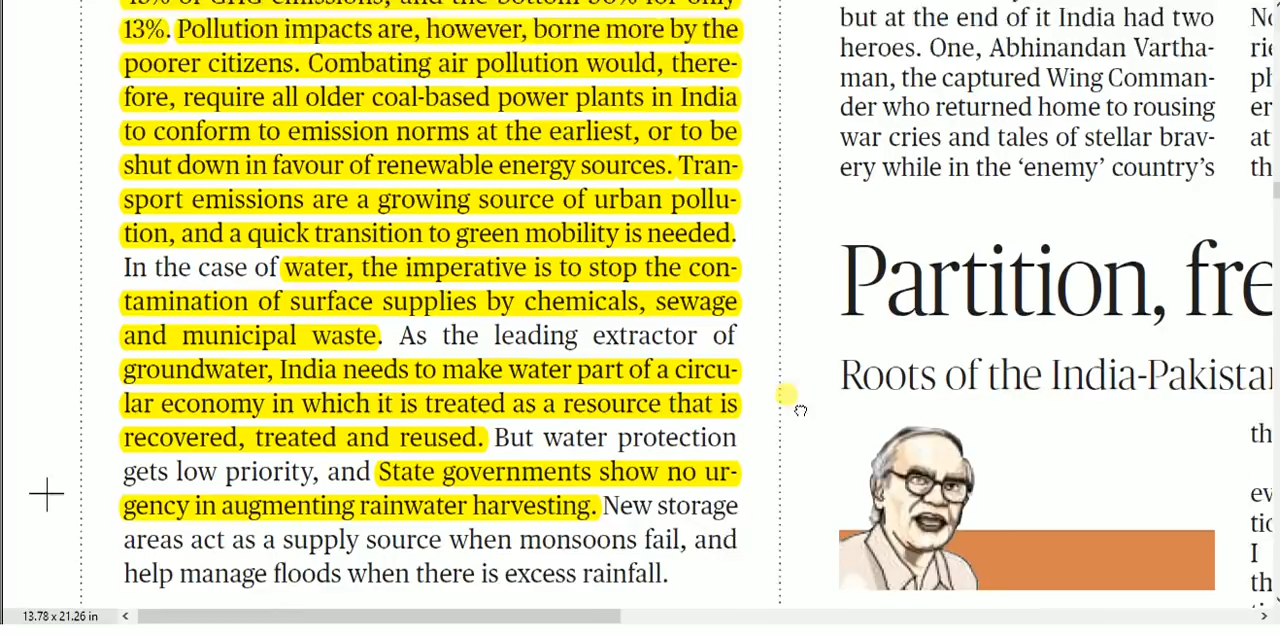 13%. Pollution impacts are, however, borne more by the
poorer citizens. Combating air pollution would, there-
fore, require all older coal-based power plants in India
to conform to emission norms at the earliest, or to be
shut down in favour of renewable energy sources. Tran-
sport emissions are a growing source of urban pollu-
tion, and a quick transition to green mobility is needed.
In the case of water, the imperative is to stop the con-
tamination of surface supplies by chemicals, sewage
and municipal waste. As the leading extractor of
groundwater, India needs to make water part of a circu-
lar economy in which it is treated as a resource that is
recovered, treated and reused. But water protection
gets low priority, and State governments show no ur-
gency in augmenting rainwater harvesting. New storage
areas act as a supply source when monsoons fail, and
help manage floods when there is excess rainfall.
but at the end of it India had two
heroes. One, Abhinandan Vartha-
man, the captured Wing Comman-
der who returned home to rousing
war cries and tales of stellar brav-
ery while in the ‘enemy’ country’s
Partition, fre
Roots of the India-Pakistan
th
ev
I
th
13.78 x 21.26 in